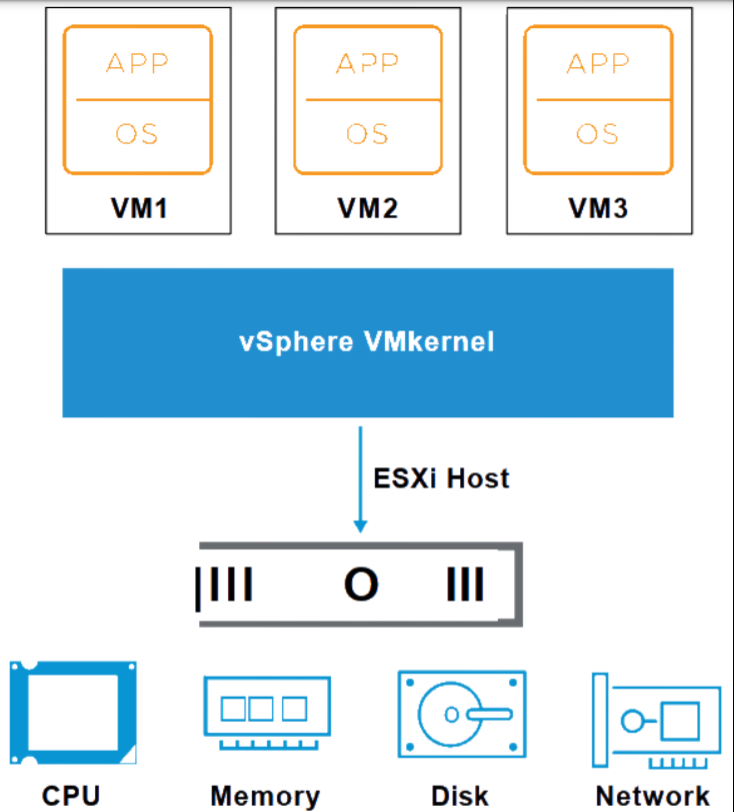 APP
OS
VM1
APP
OS
VM2
APP
OS
VM3
vSphere VMkernel
ESXi Host
CPU
Memory
Disk
Network